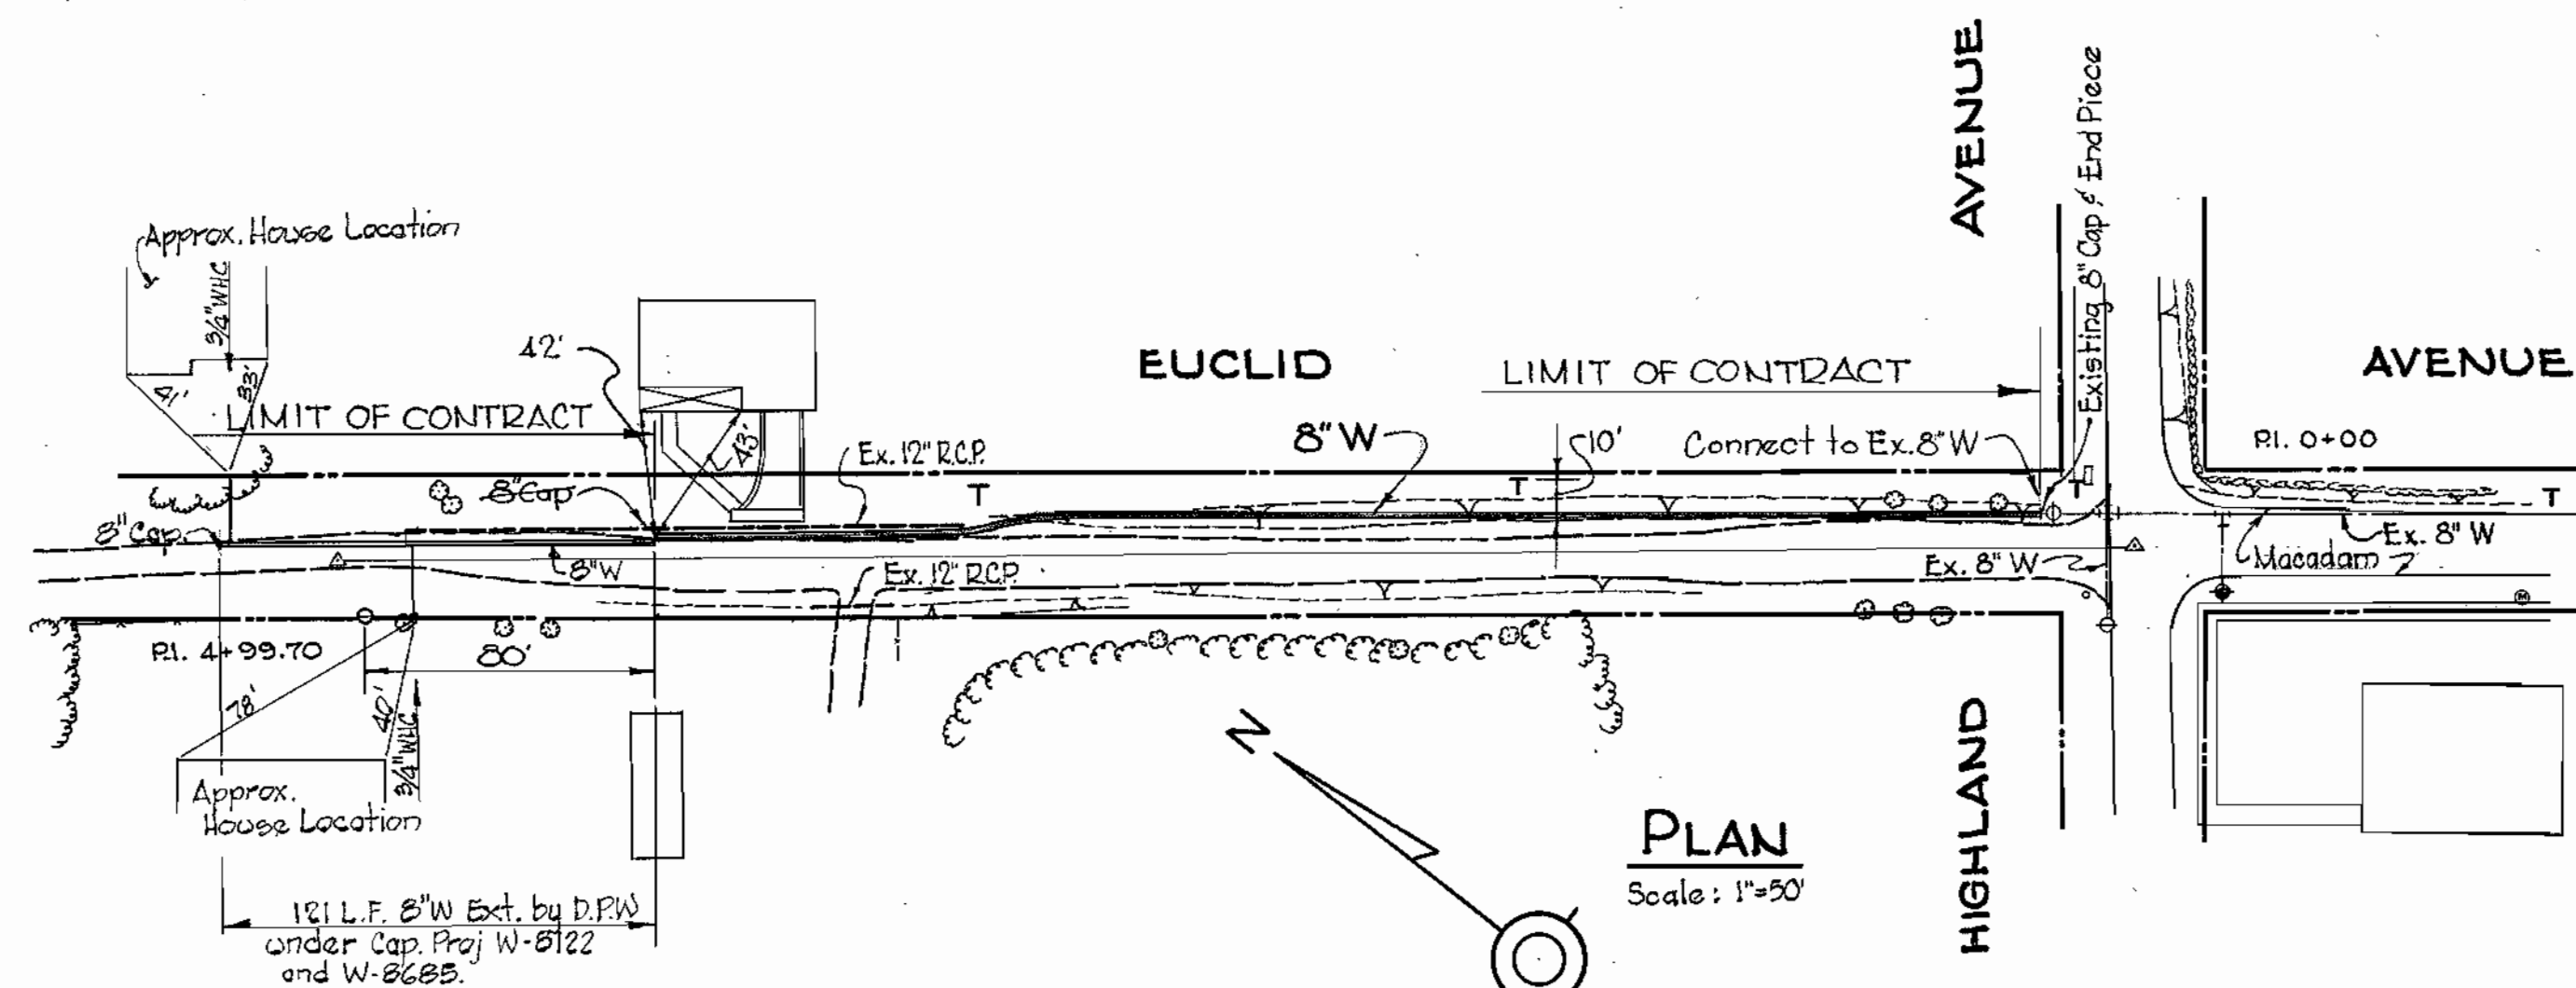 AVENUE
Existing 8" Cap & End Piece
Approx. House Location
3/4" WHC
41'
33'
42'
EUCLID
LIMIT OF CONTRACT
AVENUE
LIMIT OF CONTRACT
43'
Ex. 12" R.C.P.
8" W
10'
Connect to Ex. 8" W
P.I. 0+00
8" Cap
T
T
T
T
8" Cap
8" W
Ex. 12" R.C.P.
Ex. 8" W
Ex. 8" W
Macadam
M
P.I. 4+99.70
80'
78'
40'
3/4" WHC
N
HIGHLAND
Approx.
House Location
PLAN
Scale: 1"=50'
121 L.F. 8"W Ext. by D.P.W
under Cap. Proj W-8122
and W-8685.